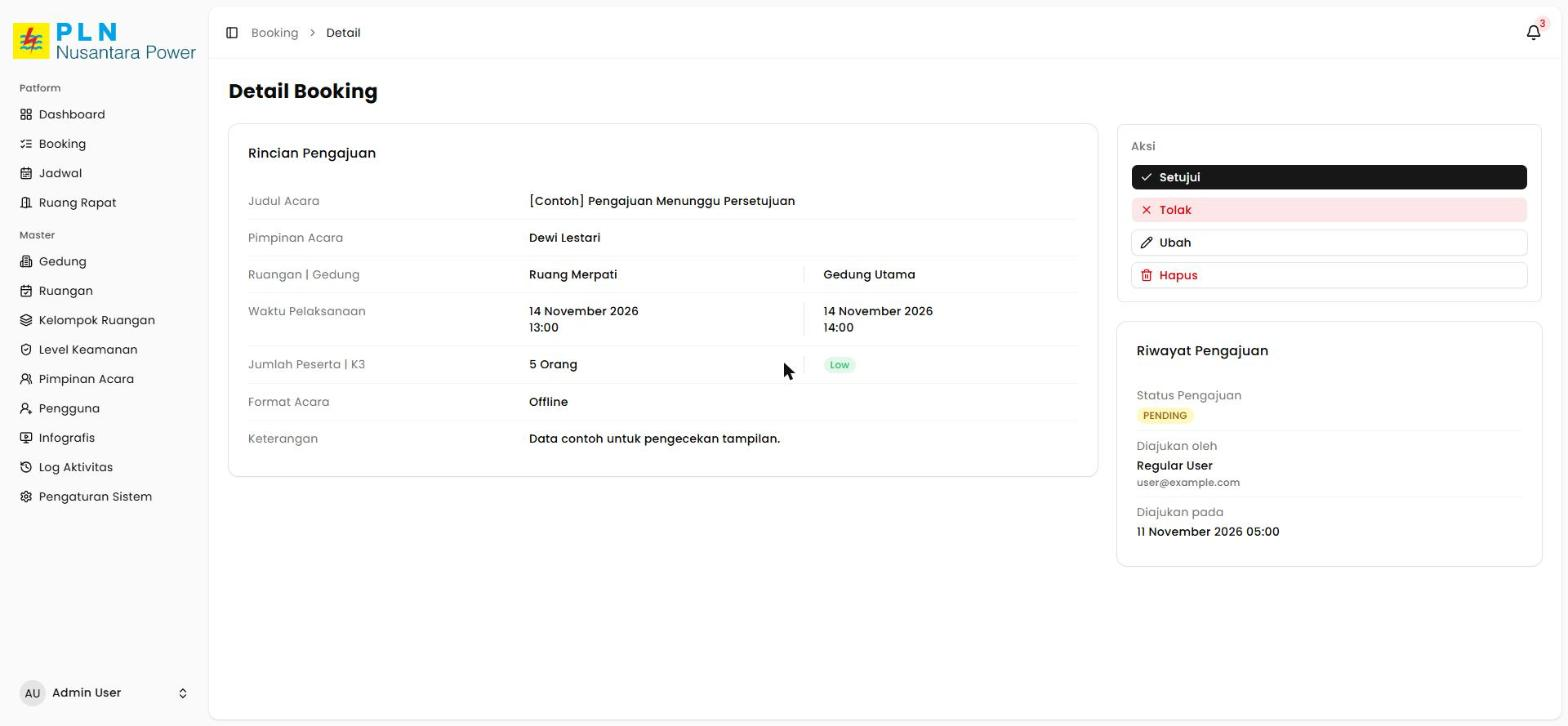 PLN
Nusantara Power
Patform
Dashboard
Booking
Jadwal
Ruang Rapat
Master
Gedung
Ruangan
Kelompok Ruangan
Level Keamanan
Pimpinan Acara
Pengguna
Infografis
Log Aktivitas
Pengaturan Sistem
AU Admin User
Booking > Detail
3
Detail Booking
Rincian Pengajuan
Judul Acara [Contoh] Pengajuan Menunggu Persetujuan
Pimpinan Acara Dewi Lestari
Ruangan | Gedung Ruang Merpati Gedung Utama
Waktu Pelaksanaan 14 November 2026 14 November 2026
13:00 14:00
Jumlah Peserta | K3 5 Orang Low
Format Acara Offline
Keterangan Data contoh untuk pengecekan tampilan.
Aksi
Setujui
Tolak
Ubah
Hapus
Riwayat Pengajuan
Status Pengajuan
PENDING
Diajukan oleh
Regular User
user@example.com
Diajukan pada
11 November 2026 05:00